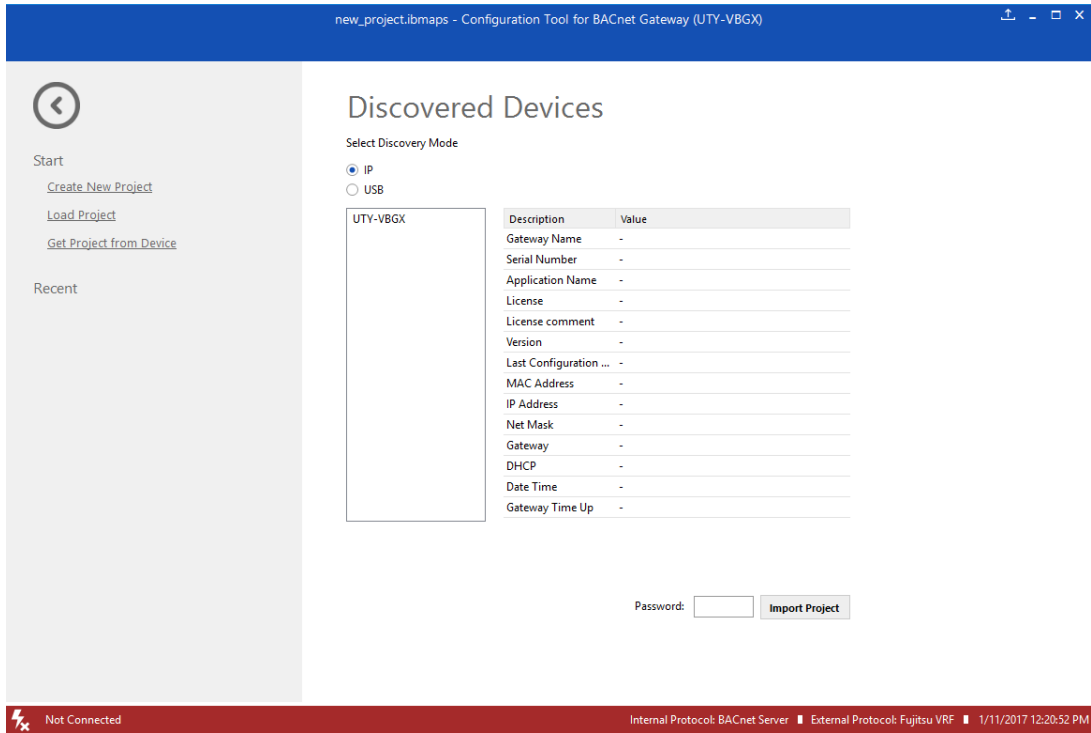 new_project.ibmaps - Configuration Tool for BACnet Gateway (UTY-VBGX)
Start
Create New Project
Load Project
Get Project from Device
Recent
Discovered Devices
Select Discovery Mode
IP
USB
UTY-VBGX
Description Value
Gateway Name -
Serial Number -
Application Name -
License -
License comment -
Version -
Last Configuration ... -
MAC Address -
IP Address -
Net Mask -
Gateway -
DHCP -
Date Time -
Gateway Time Up -
Password: Import Project
Not Connected Internal Protocol: BACnet Server External Protocol: Fujitsu VRF 1/11/2017 12:20:52 PM